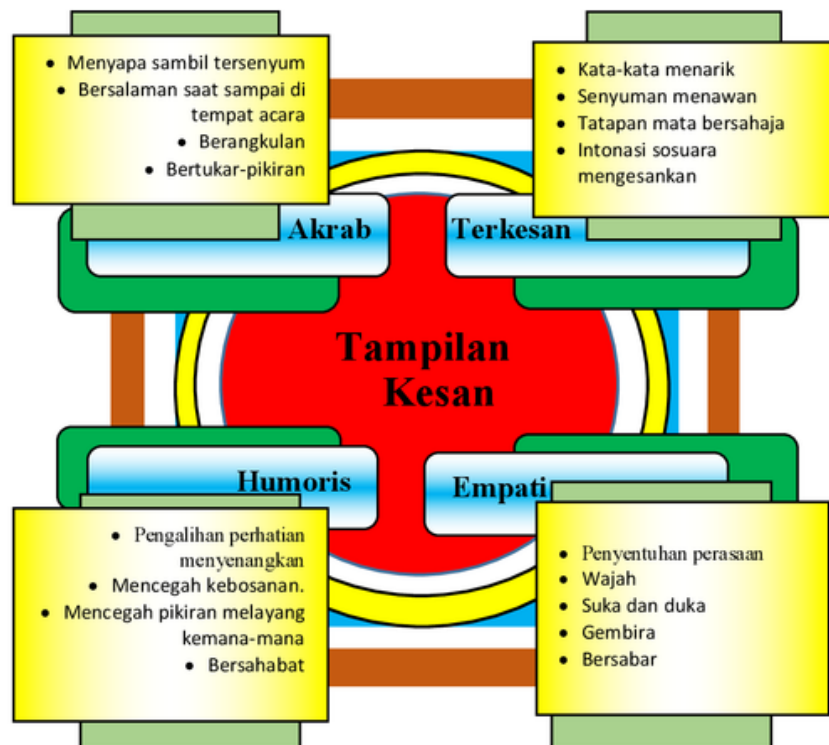 • Menyapa sambil tersenyum
• Bersalaman saat sampai di
tempat acara
• Berangkulan
• Bertukar-pikiran
Akrab
• Kata-kata menarik
• Senyuman menawan
• Tatapan mata bersahaja
• Intonasi sosuara
mengesankan
Terkesan
Tampilan
Kesan
Humoris
• Pengalihan perhatian
menyenangkan
• Mencegah kebosanan.
• Mencegah pikiran melayang
kemana-mana
• Bersahabat
Empati
• Penyentuhan perasaan
• Wajah
• Suka dan duka
• Gembira
• Bersabar